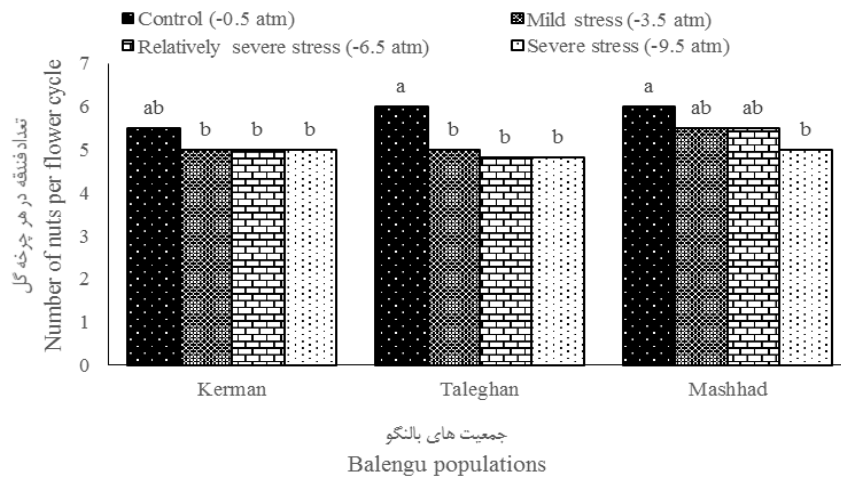 Control (-0.5 atm)
Mild stress (-3.5 atm)
Relatively severe stress (-6.5 atm)
Severe stress (-9.5 atm)
تعداد فندقه در هر چرخه گل
Number of nuts per flower cycle
7
6
5
4
3
2
1
0
ab
b
b
b
a
b
b
b
a
ab
ab
b
Kerman
Taleghan
Mashhad
جمعیت های بالنگو
Balengu populations